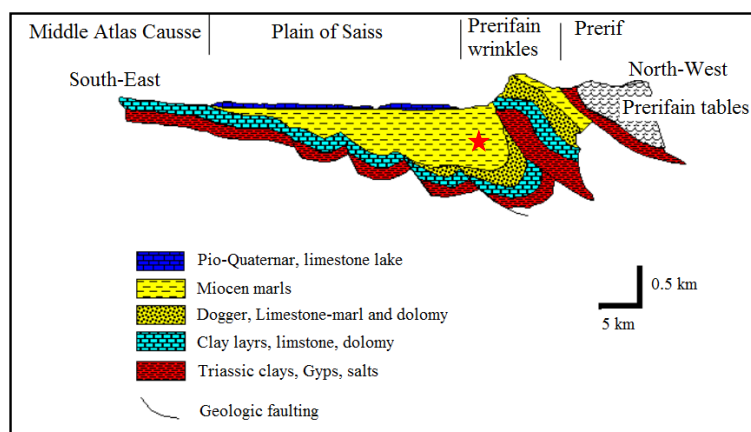 Middle Atlas Causse
Plain of Saiss
Prerifain
wrinkles
Prerif
South-East
North-West
Prerifain tables
Pio-Quaternar, limestone lake
Miocen marls
Dogger, Limestone-marl and dolomy
Clay layrs, limstone, dolomy
Triassic clays, Gyps, salts
Geologic faulting
0.5 km
5 km